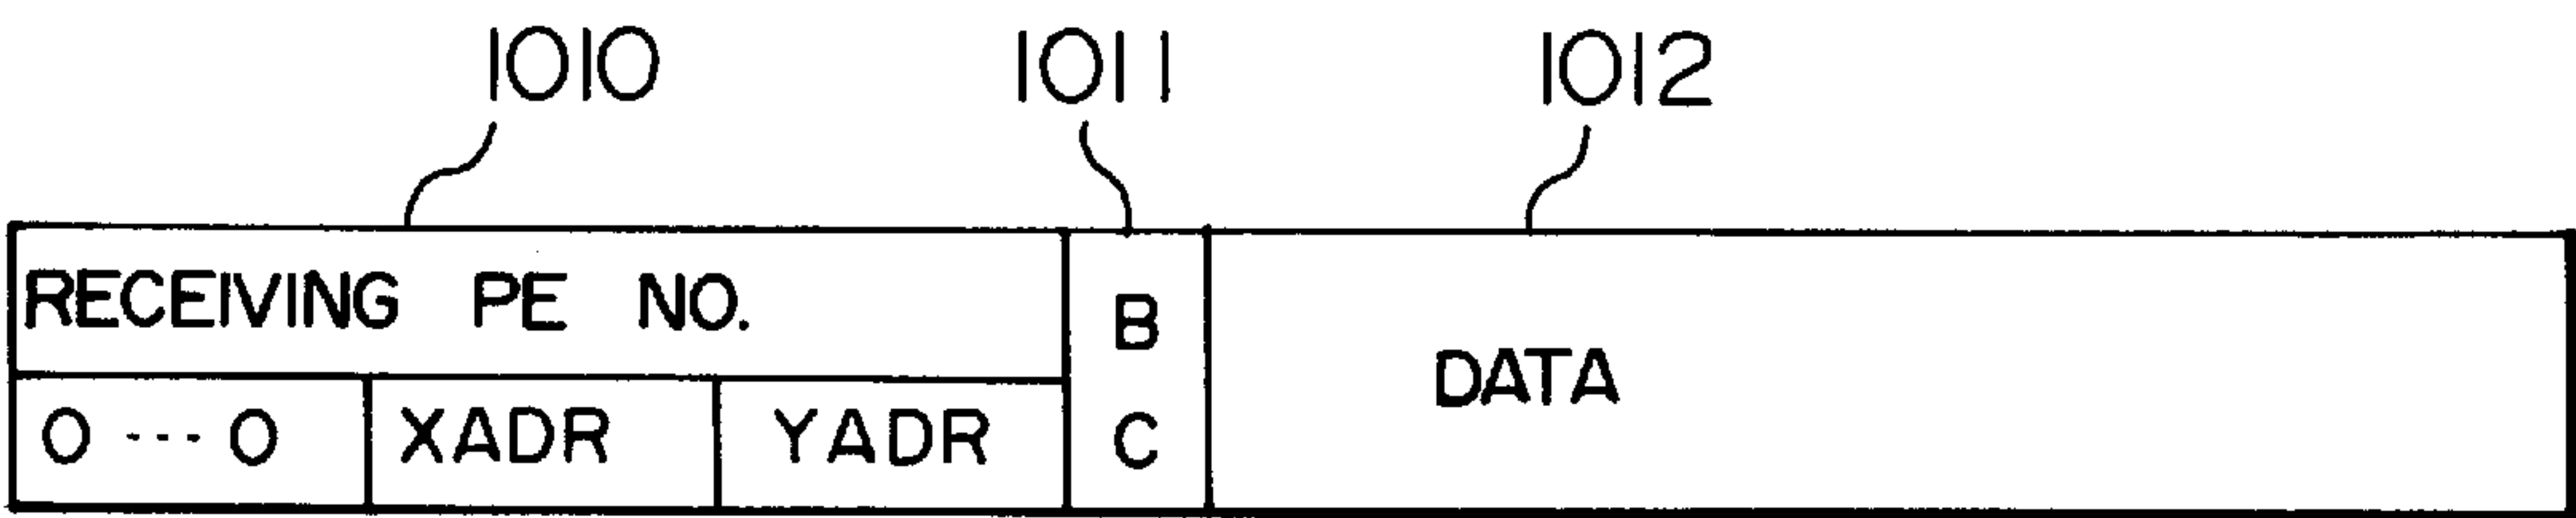 1010 1011 1012
RECEIVING PE NO.
B
C
DATA
0 --- 0 XADR YADR